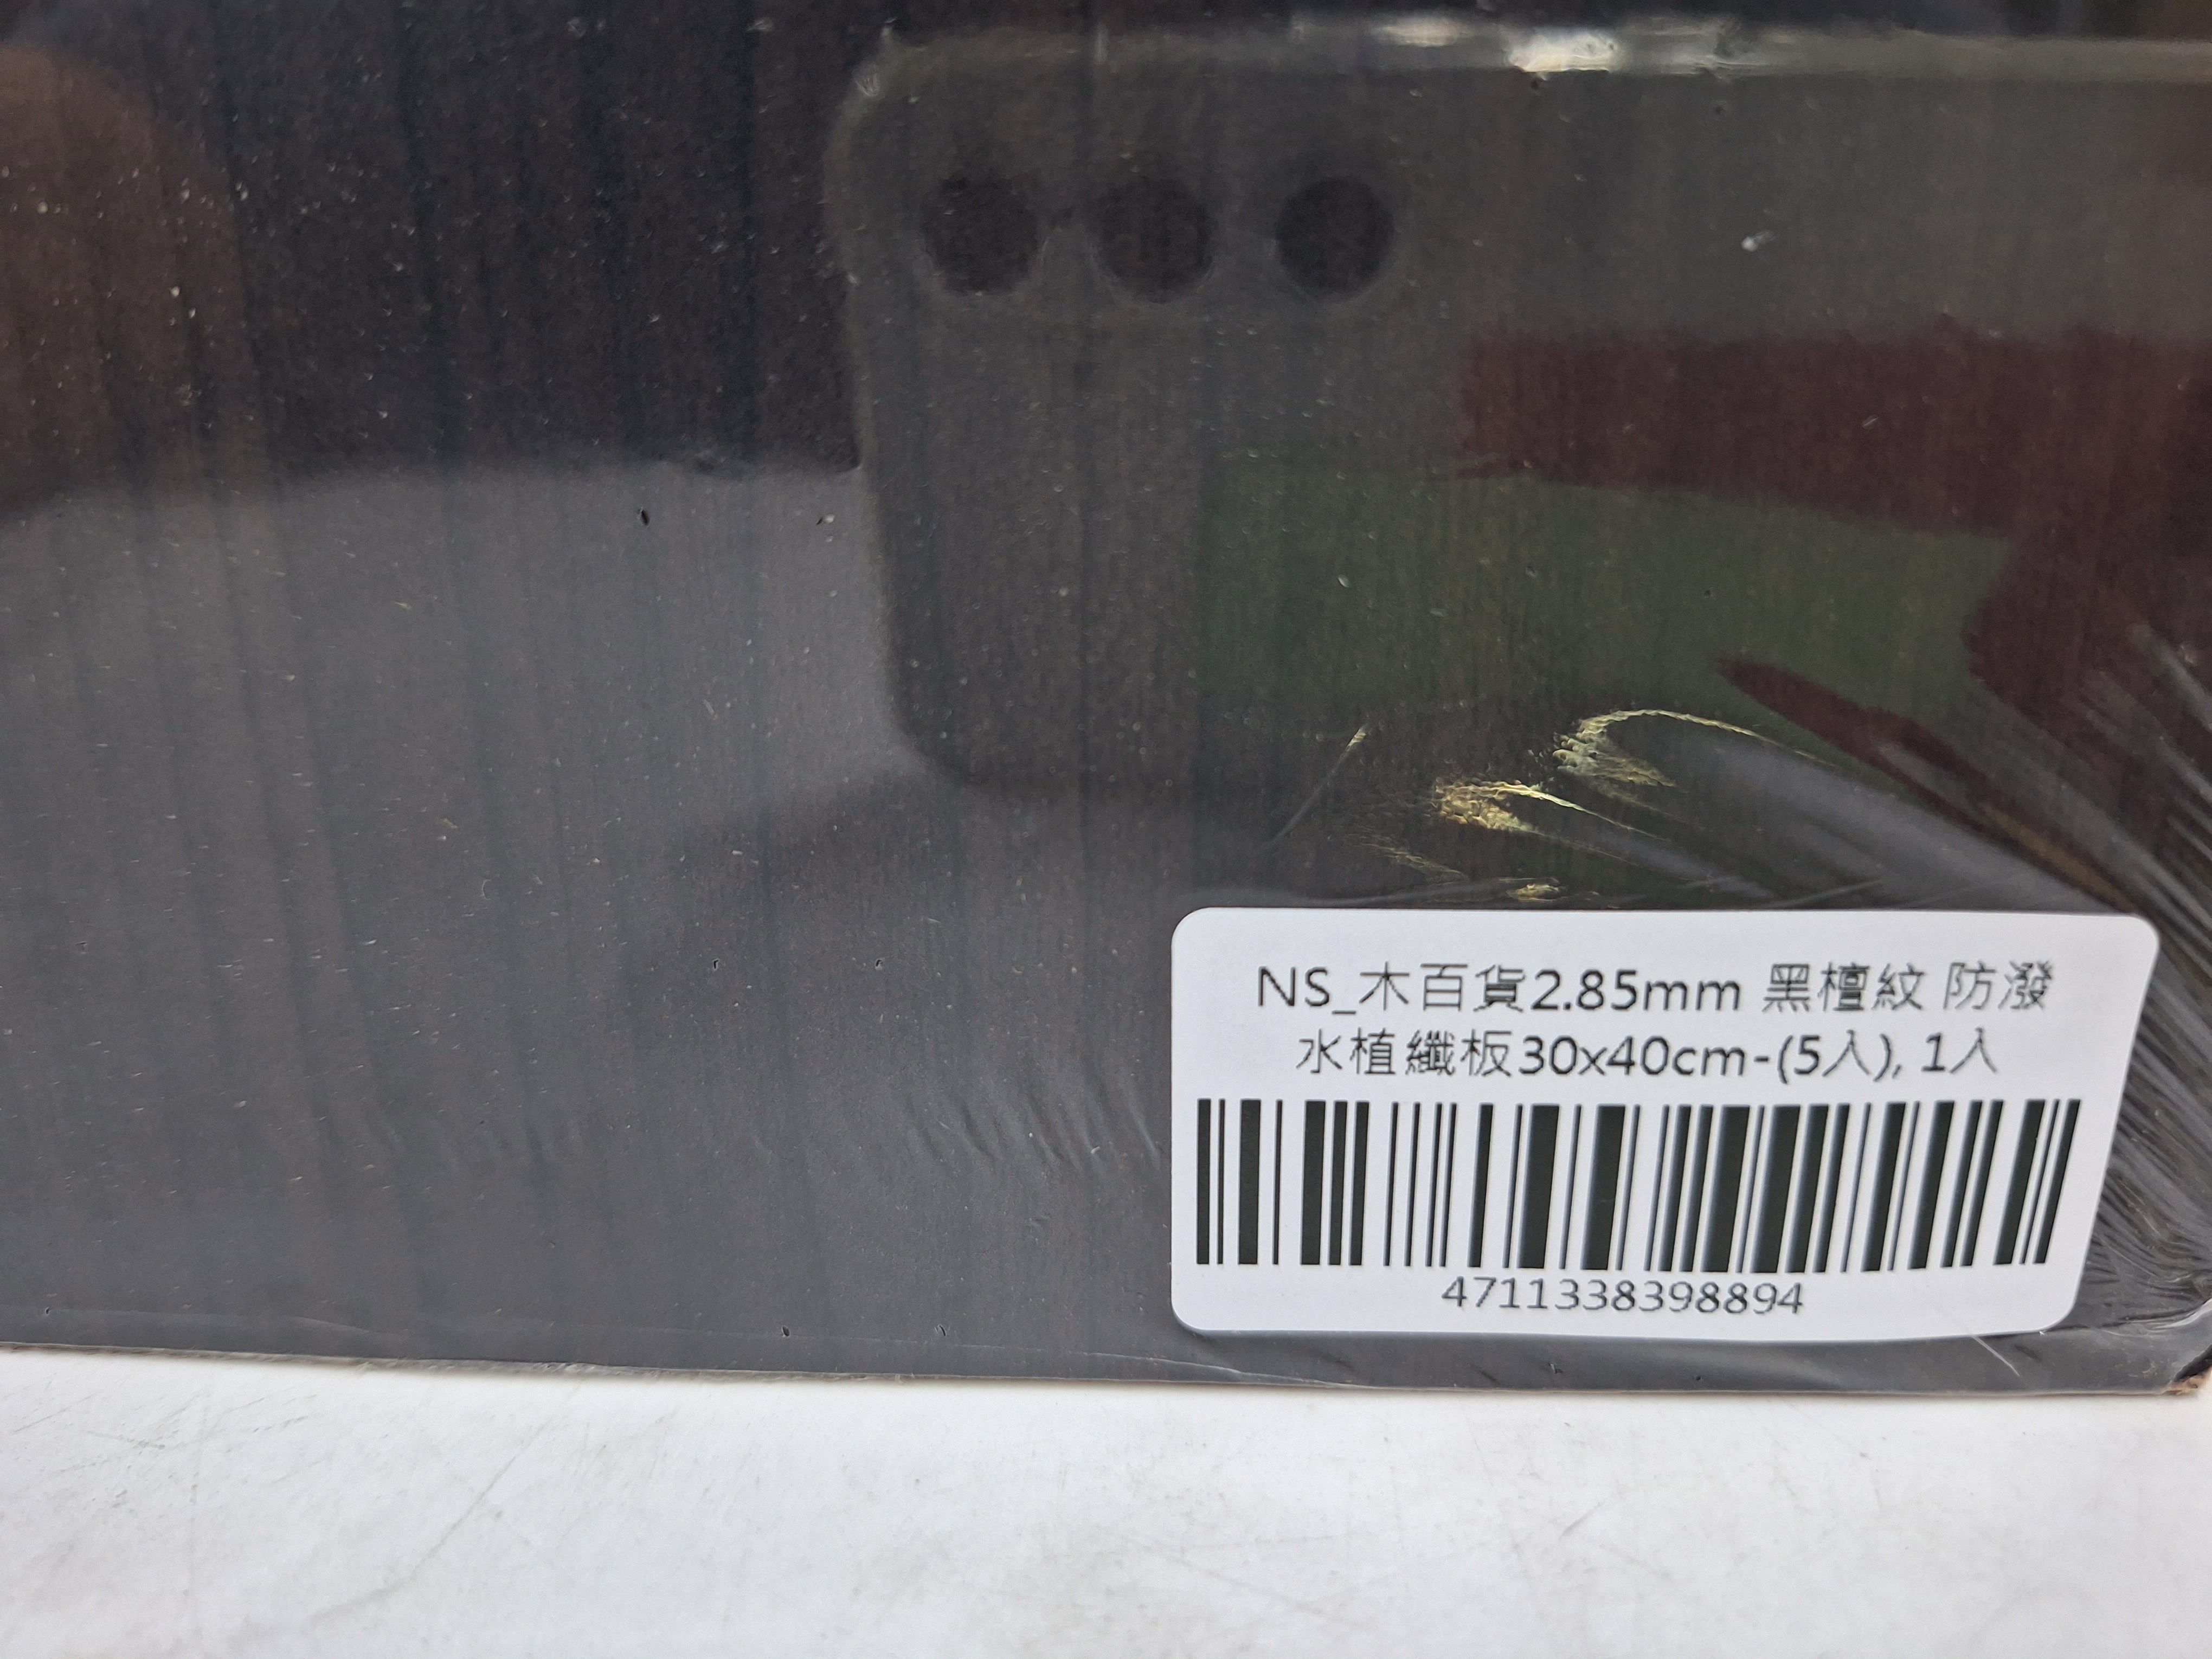 NS_木百貨2.85mm 黑檀紋 防潑
水植纖板30x40cm-(5入), 1入
4711338398894